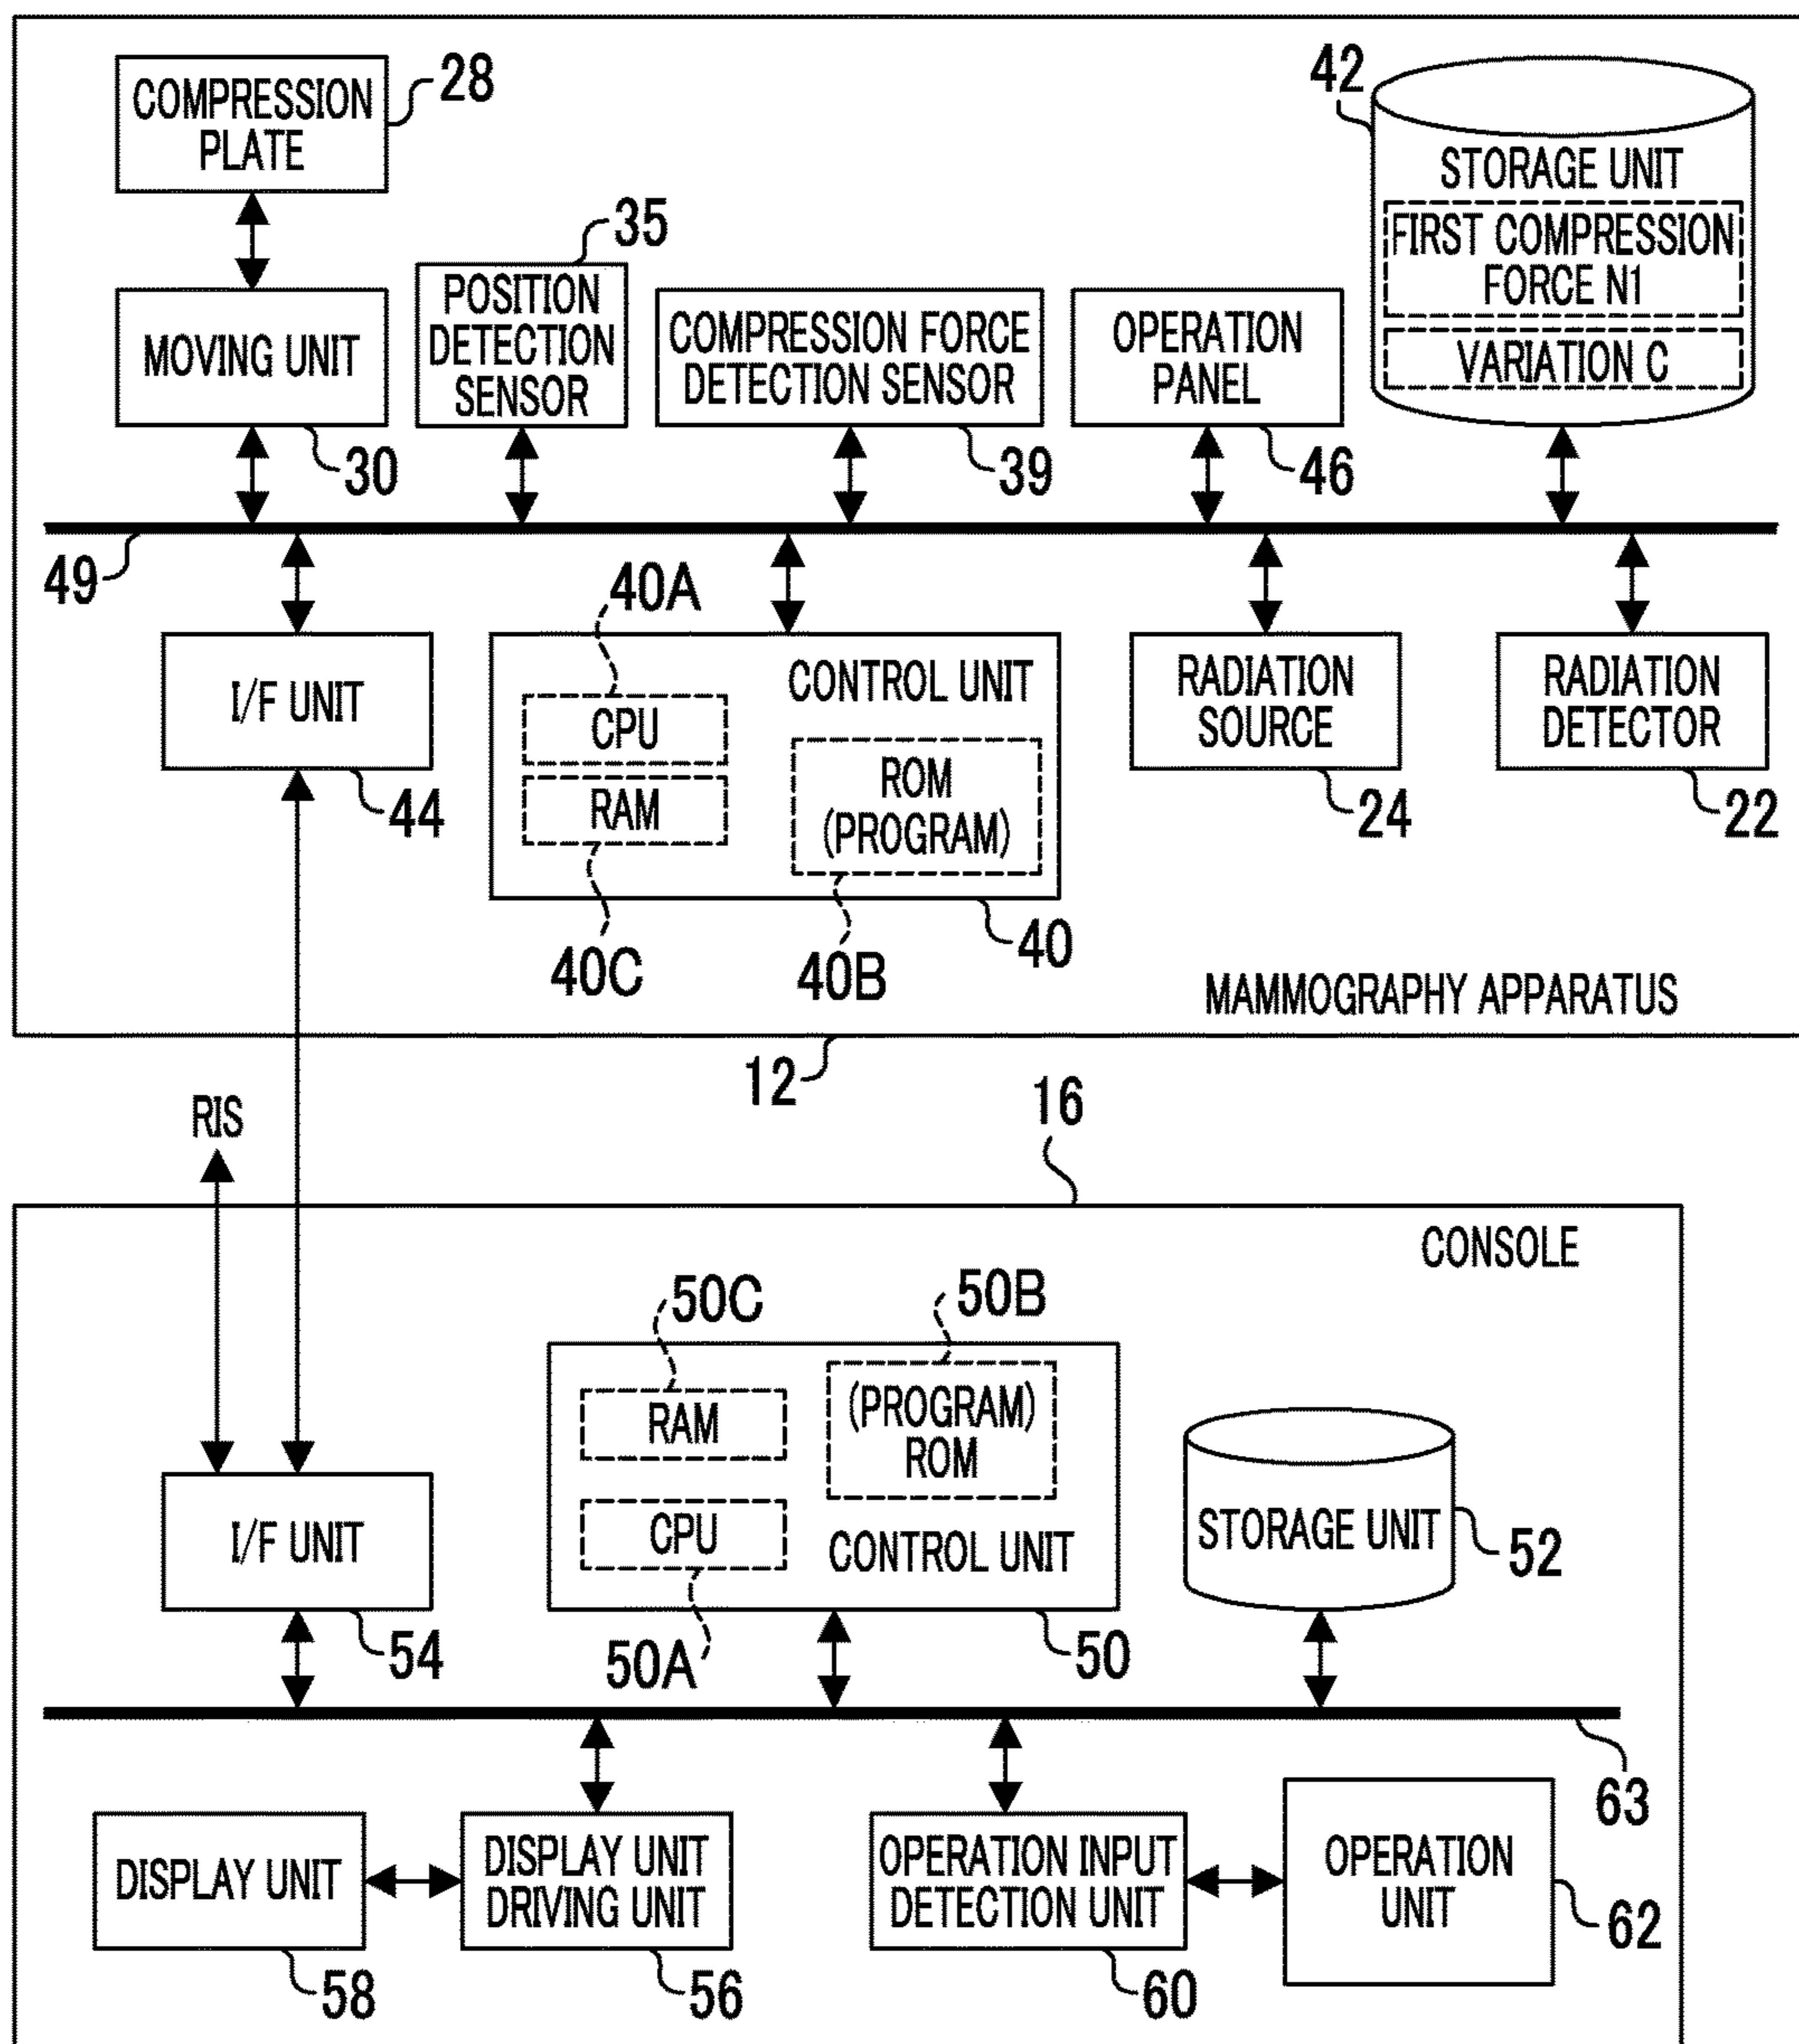 COMPRESSION
PLATE
28
42
STORAGE UNIT
FIRST COMPRESSION
FORCE N1
VARIATION C
MOVING UNIT
30
35
POSITION
DETECTION
SENSOR
COMPRESSION FORCE
DETECTION SENSOR
39
OPERATION
PANEL
46
49
I/F UNIT
44
40A
CONTROL UNIT
CPU
RAM
ROM
(PROGRAM)
40C
40B
40
RADIATION
SOURCE
24
RADIATION
DETECTOR
22
MAMMOGRAPHY APPARATUS
12
RIS
16
CONSOLE
50C
50B
RAM
(PROGRAM)
ROM
CPU
CONTROL UNIT
50A
50
I/F UNIT
54
STORAGE UNIT
52
63
DISPLAY UNIT
58
DISPLAY UNIT
DRIVING UNIT
56
OPERATION INPUT
DETECTION UNIT
60
OPERATION
UNIT
62